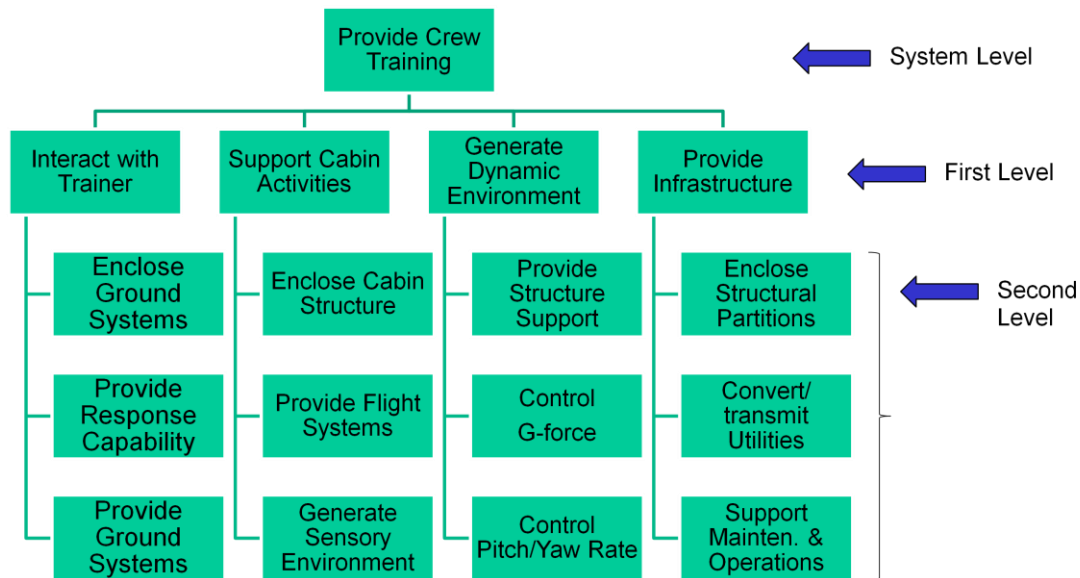 Provide Crew
Training
System Level
Interact with
Trainer
Support Cabin
Activities
Generate
Dynamic
Environment
Provide
Infrastructure
First Level
Enclose
Ground
Systems
Enclose Cabin
Structure
Provide
Structure
Support
Enclose
Structural
Partitions
Second
Level
Provide
Response
Capability
Provide Flight
Systems
Control
G-force
Convert/
transmit
Utilities
Provide
Ground
Systems
Generate
Sensory
Environment
Control
Pitch/Yaw Rate
Support
Mainten. &
Operations